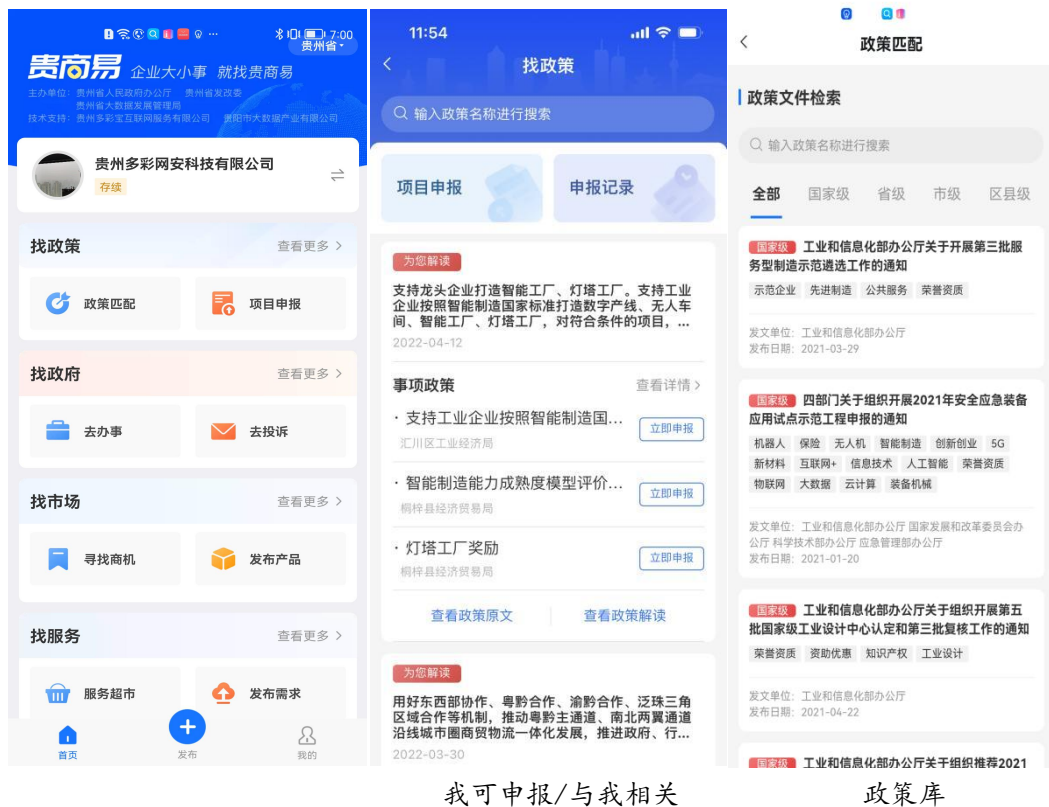 7:00
贵州省
贵商易 企业大小事 就找贵商易
主办单位：贵州省人民政府办公厅 贵州省发改委
贵州省大数据发展管理局
技术支持：贵州多彩宝互联网服务有限公司 贵阳市大数据产业有限公司
贵州多彩网安科技有限公司
存续
找政策 查看更多
政策匹配 项目申报
找政府 查看更多
去办事 去投诉
找市场 查看更多
寻找商机 发布产品
找服务 查看更多
服务超市 发布需求
首页 发布 我的
11:54
找政策
输入政策名称进行搜索
项目申报 申报记录
为您解读
支持龙头企业打造智能工厂、灯塔工厂。支持工业
企业按照智能制造国家标准打造数字产线、无人车
间、智能工厂、灯塔工厂，对符合条件的项目，...
2022-04-12
事项政策 查看详情
· 支持工业企业按照智能制造国... 立即申报
汇川区工业经济局
· 智能制造能力成熟度模型评价... 立即申报
桐梓县经济贸易局
· 灯塔工厂奖励 立即申报
桐梓县经济贸易局
查看政策原文 查看政策解读
为您解读
用好东西部协作、粤黔合作、渝黔合作、泛珠三角
区域合作等机制，推动粤黔主通道、南北两翼通道
沿线城市圈商贸物流一体化发展，推进政府、行...
2022-03-30
我可申报/与我相关
政策匹配
政策文件检索
输入政策名称进行搜索
全部 国家级 省级 市级 区县级
国家级 工业和信息化部办公厅关于开展第三批服
务型制造示范遴选工作的通知
示范企业 先进制造 公共服务 荣誉资质
发文单位：工业和信息化部办公厅
发布日期：2021-03-29
国家级 四部门关于组织开展2021年安全应急装备
应用试点示范工程申报的通知
机器人 保险 无人机 智能制造 创新创业 5G
新材料 互联网+ 信息技术 人工智能 荣誉资质
物联网 大数据 云计算 装备机械
发文单位：工业和信息化部办公厅 国家发展和改革委员会办
公厅 科学技术部办公厅 应急管理部办公厅
发布日期：2021-01-20
国家级 工业和信息化部办公厅关于组织开展第五
批国家级工业设计中心认定和第三批复核工作的通知
荣誉资质 资助优惠 知识产权 工业设计
发文单位：工业和信息化部办公厅
发布日期：2021-04-22
国家级 工业和信息化部办公厅关于组织推荐2021
政策库